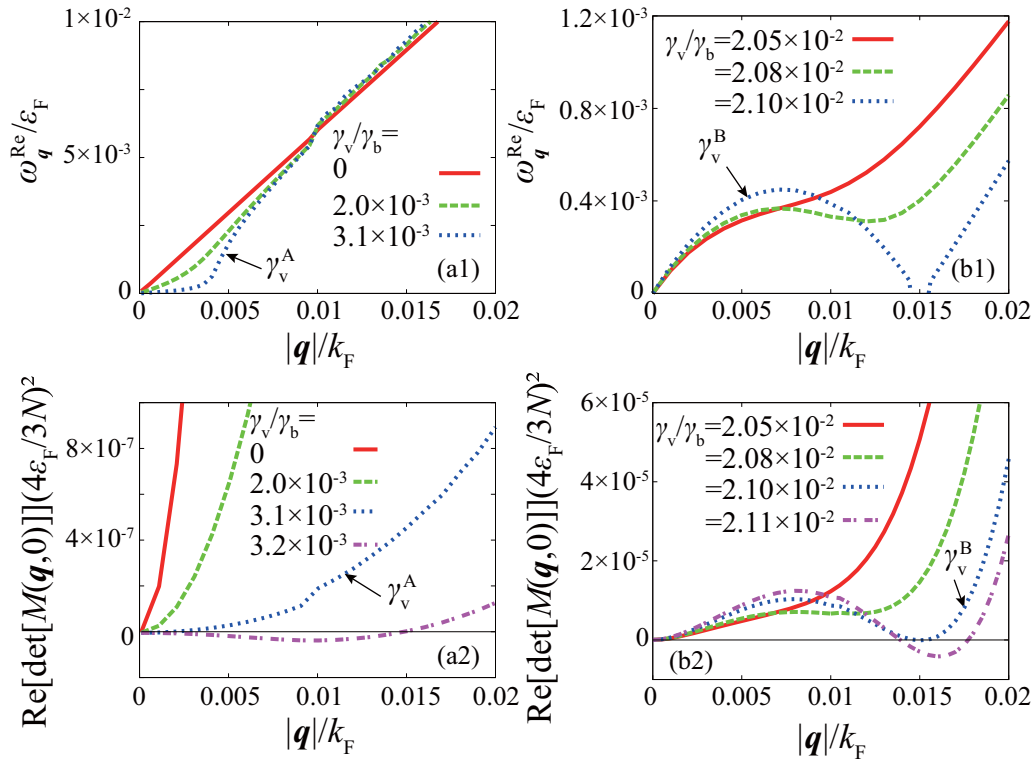 1×10⁻²
ω_q^Re/ε_F
5×10⁻³
0
γ_v/γ_b=
0
2.0×10⁻³
3.1×10⁻³
γ_v^A
(a1)
0 0.005 0.01 0.015 0.02
|q|/k_F
1.2×10⁻³
ω_q^Re/ε_F
0.8×10⁻³
0.4×10⁻³
0
γ_v/γ_b=2.05×10⁻²
=2.08×10⁻²
=2.10×10⁻²
γ_v^B
(b1)
0 0.005 0.01 0.015 0.02
|q|/k_F
Re[det[M(q,0)]](4ε_F/3N)²
8×10⁻⁷
4×10⁻⁷
0
γ_v/γ_b=
0
2.0×10⁻³
3.1×10⁻³
3.2×10⁻³
γ_v^A
(a2)
0 0.005 0.01 0.015 0.02
|q|/k_F
Re[det[M(q,0)]](4ε_F/3N)²
6×10⁻⁵
4×10⁻⁵
2×10⁻⁵
0
γ_v/γ_b=2.05×10⁻²
=2.08×10⁻²
=2.10×10⁻²
=2.11×10⁻²
γ_v^B
(b2)
0 0.005 0.01 0.015 0.02
|q|/k_F